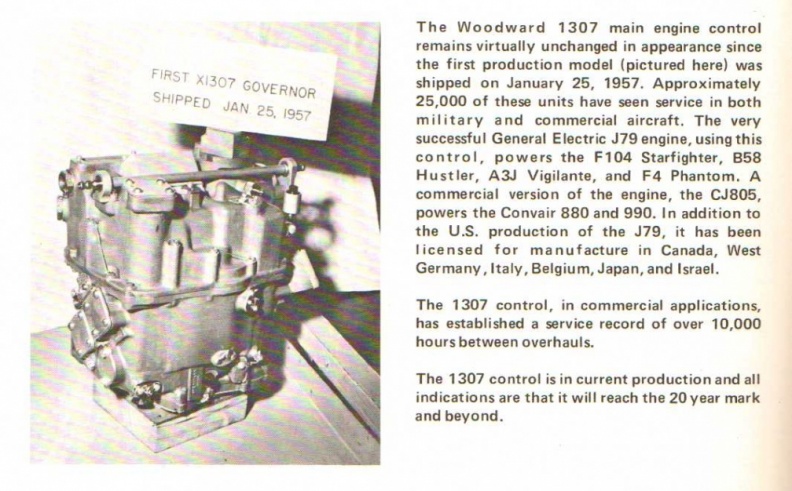 FIRST X1307 GOVERNOR
SHIPPED JAN 25, 1957
The Woodward 1307 main engine control
remains virtually unchanged in appearance since
the first production model (pictured here) was
shipped on January 25, 1957. Approximately
25,000 of these units have seen service in both
military and commercial aircraft. The very
successful General Electric J79 engine, using this
control, powers the F104 Starfighter, B58
Hustler, A3J Vigilante, and F4 Phantom. A
commercial version of the engine, the CJ805,
powers the Convair 880 and 990. In addition to
the U.S. production of the J79, it has been
licensed for manufacture in Canada, West
Germany, Italy, Belgium, Japan, and Israel.
The 1307 control, in commercial applications,
has established a service record of over 10,000
hours between overhauls.
The 1307 control is in current production and all
indications are that it will reach the 20 year mark
and beyond.